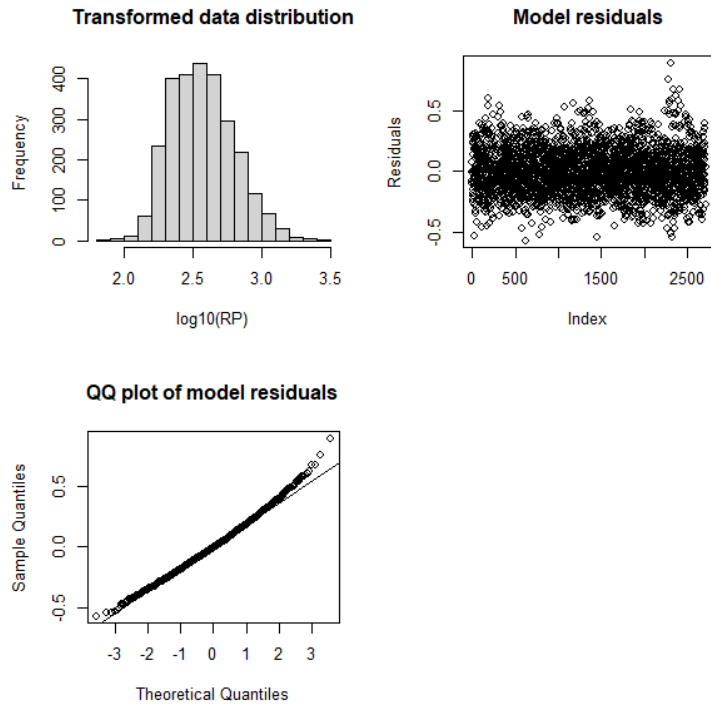 Transformed data distribution
Frequency
0 100 200 300 400
2.0 2.5 3.0 3.5
log10(RP)
Model residuals
Residuals
-0.5 0.0 0.5
0 500 1500 2500
Index
QQ plot of model residuals
Sample Quantiles
-0.5 0.0 0.5
-3 -2 -1 0 1 2 3
Theoretical Quantiles